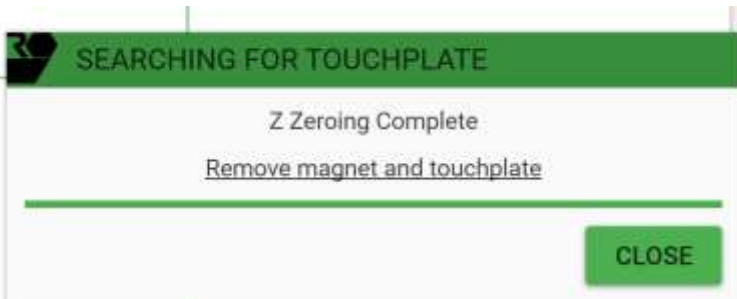 SEARCHING FOR TOUCHPLATE
Z Zeroing Complete
Remove magnet and touchplate
CLOSE